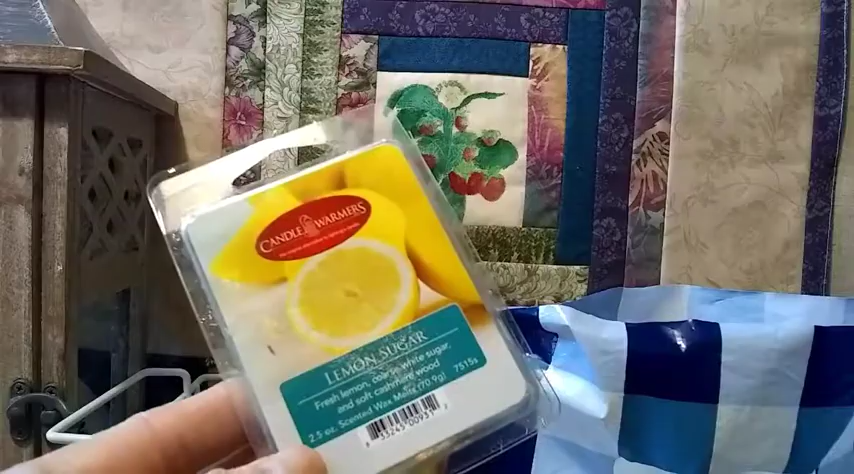 CANDLE WARMERS
LEMON SUGAR
Fresh lemon, coarse white sugar,
and soft cashmere wood
7515s
2.5 oz. Scented Wax Melts (70.9g)